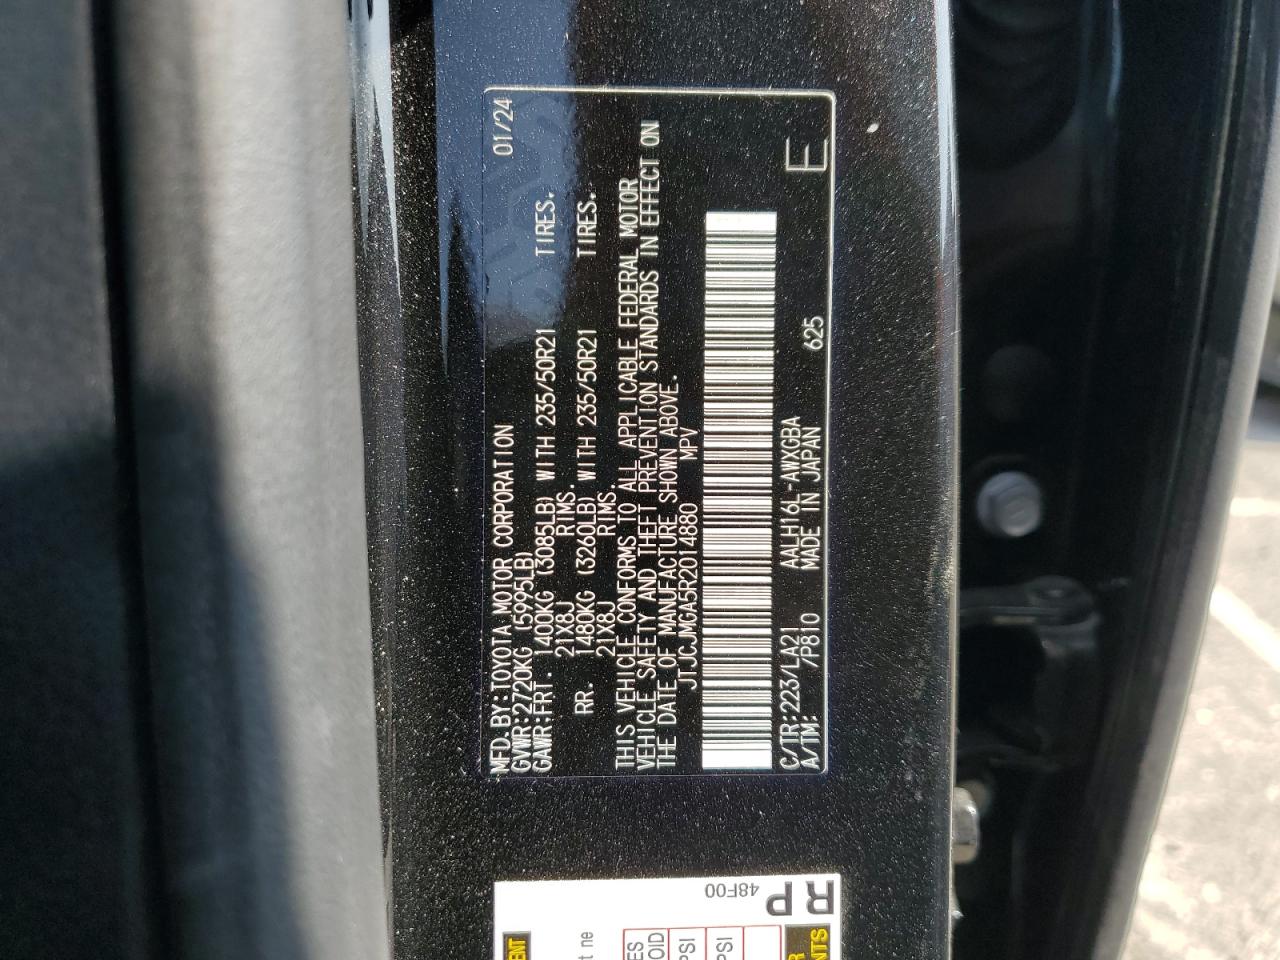 MFD. BY: TOYOTA MOTOR CORPORATION 01/24
GVWR: 2720KG (5995LB)
GAWR: FRT. 1400KG (3085LB) WITH 235/50R21 TIRES.
21X8J RIMS.
RR. 1480KG (3260LB) WITH 235/50R21 TIRES.
21X8J RIMS.
THIS VEHICLE CONFORMS TO ALL APPLICABLE FEDERAL MOTOR
VEHICLE SAFETY AND THEFT PREVENTION STANDARDS IN EFFECT ON
THE DATE OF MANUFACTURE SHOWN ABOVE.
JTJCJMGA5R2014880 MPV
C/TR: 223/LA21 AALH16L-AWXGBA
A/TM: /P810 MADE IN JAPAN 625 E
RP
48F00